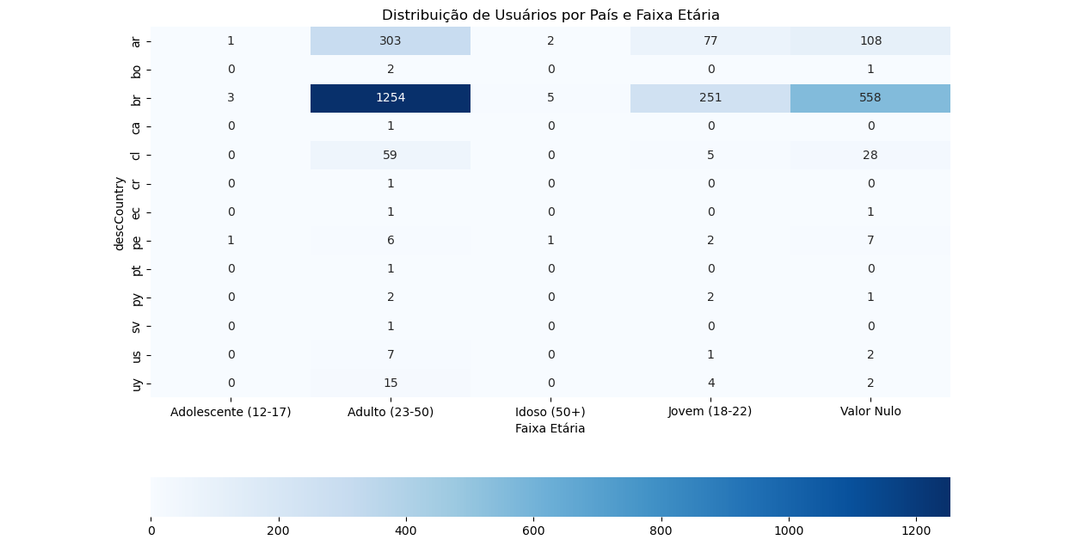 Distribuição de Usuários por País e Faixa Etária
descCountry
ar 1 303 2 77 108
bo 0 2 0 0 1
br 3 1254 5 251 558
ca 0 1 0 0 0
cl 0 59 0 5 28
cr 0 1 0 0 0
ec 0 1 0 0 1
pe 1 6 1 2 7
pt 0 1 0 0 0
py 0 2 0 2 1
sv 0 1 0 0 0
us 0 7 0 1 2
uy 0 15 0 4 2
Adolescente (12-17) Adulto (23-50) Idoso (50+) Jovem (18-22) Valor Nulo
Faixa Etária
0 200 400 600 800 1000 1200